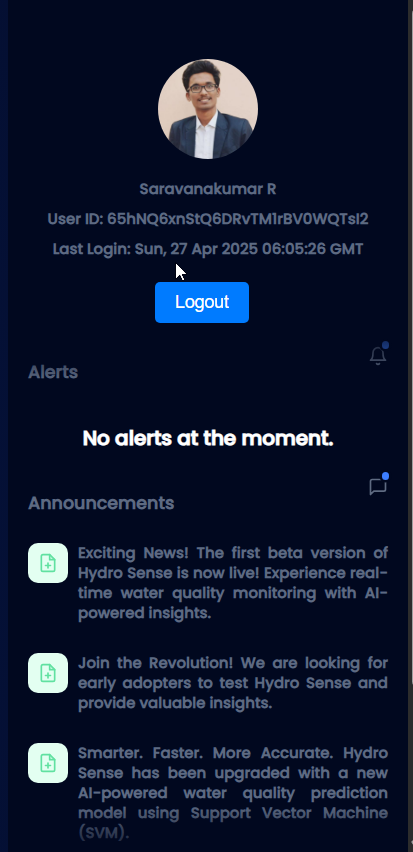 Saravanakumar R
User ID: 65hNQ6xnStQ6DRvTM1rBV0WQTsI2
Last Login: Sun, 27 Apr 2025 06:05:26 GMT
Logout
Alerts
No alerts at the moment.
Announcements
Exciting News! The first beta version of
Hydro Sense is now live! Experience real-
time water quality monitoring with AI-
powered insights.
Join the Revolution! We are looking for
early adopters to test Hydro Sense and
provide valuable insights.
Smarter. Faster. More Accurate. Hydro
Sense has been upgraded with a new
AI-powered water quality prediction
model using Support Vector Machine
(SVM).